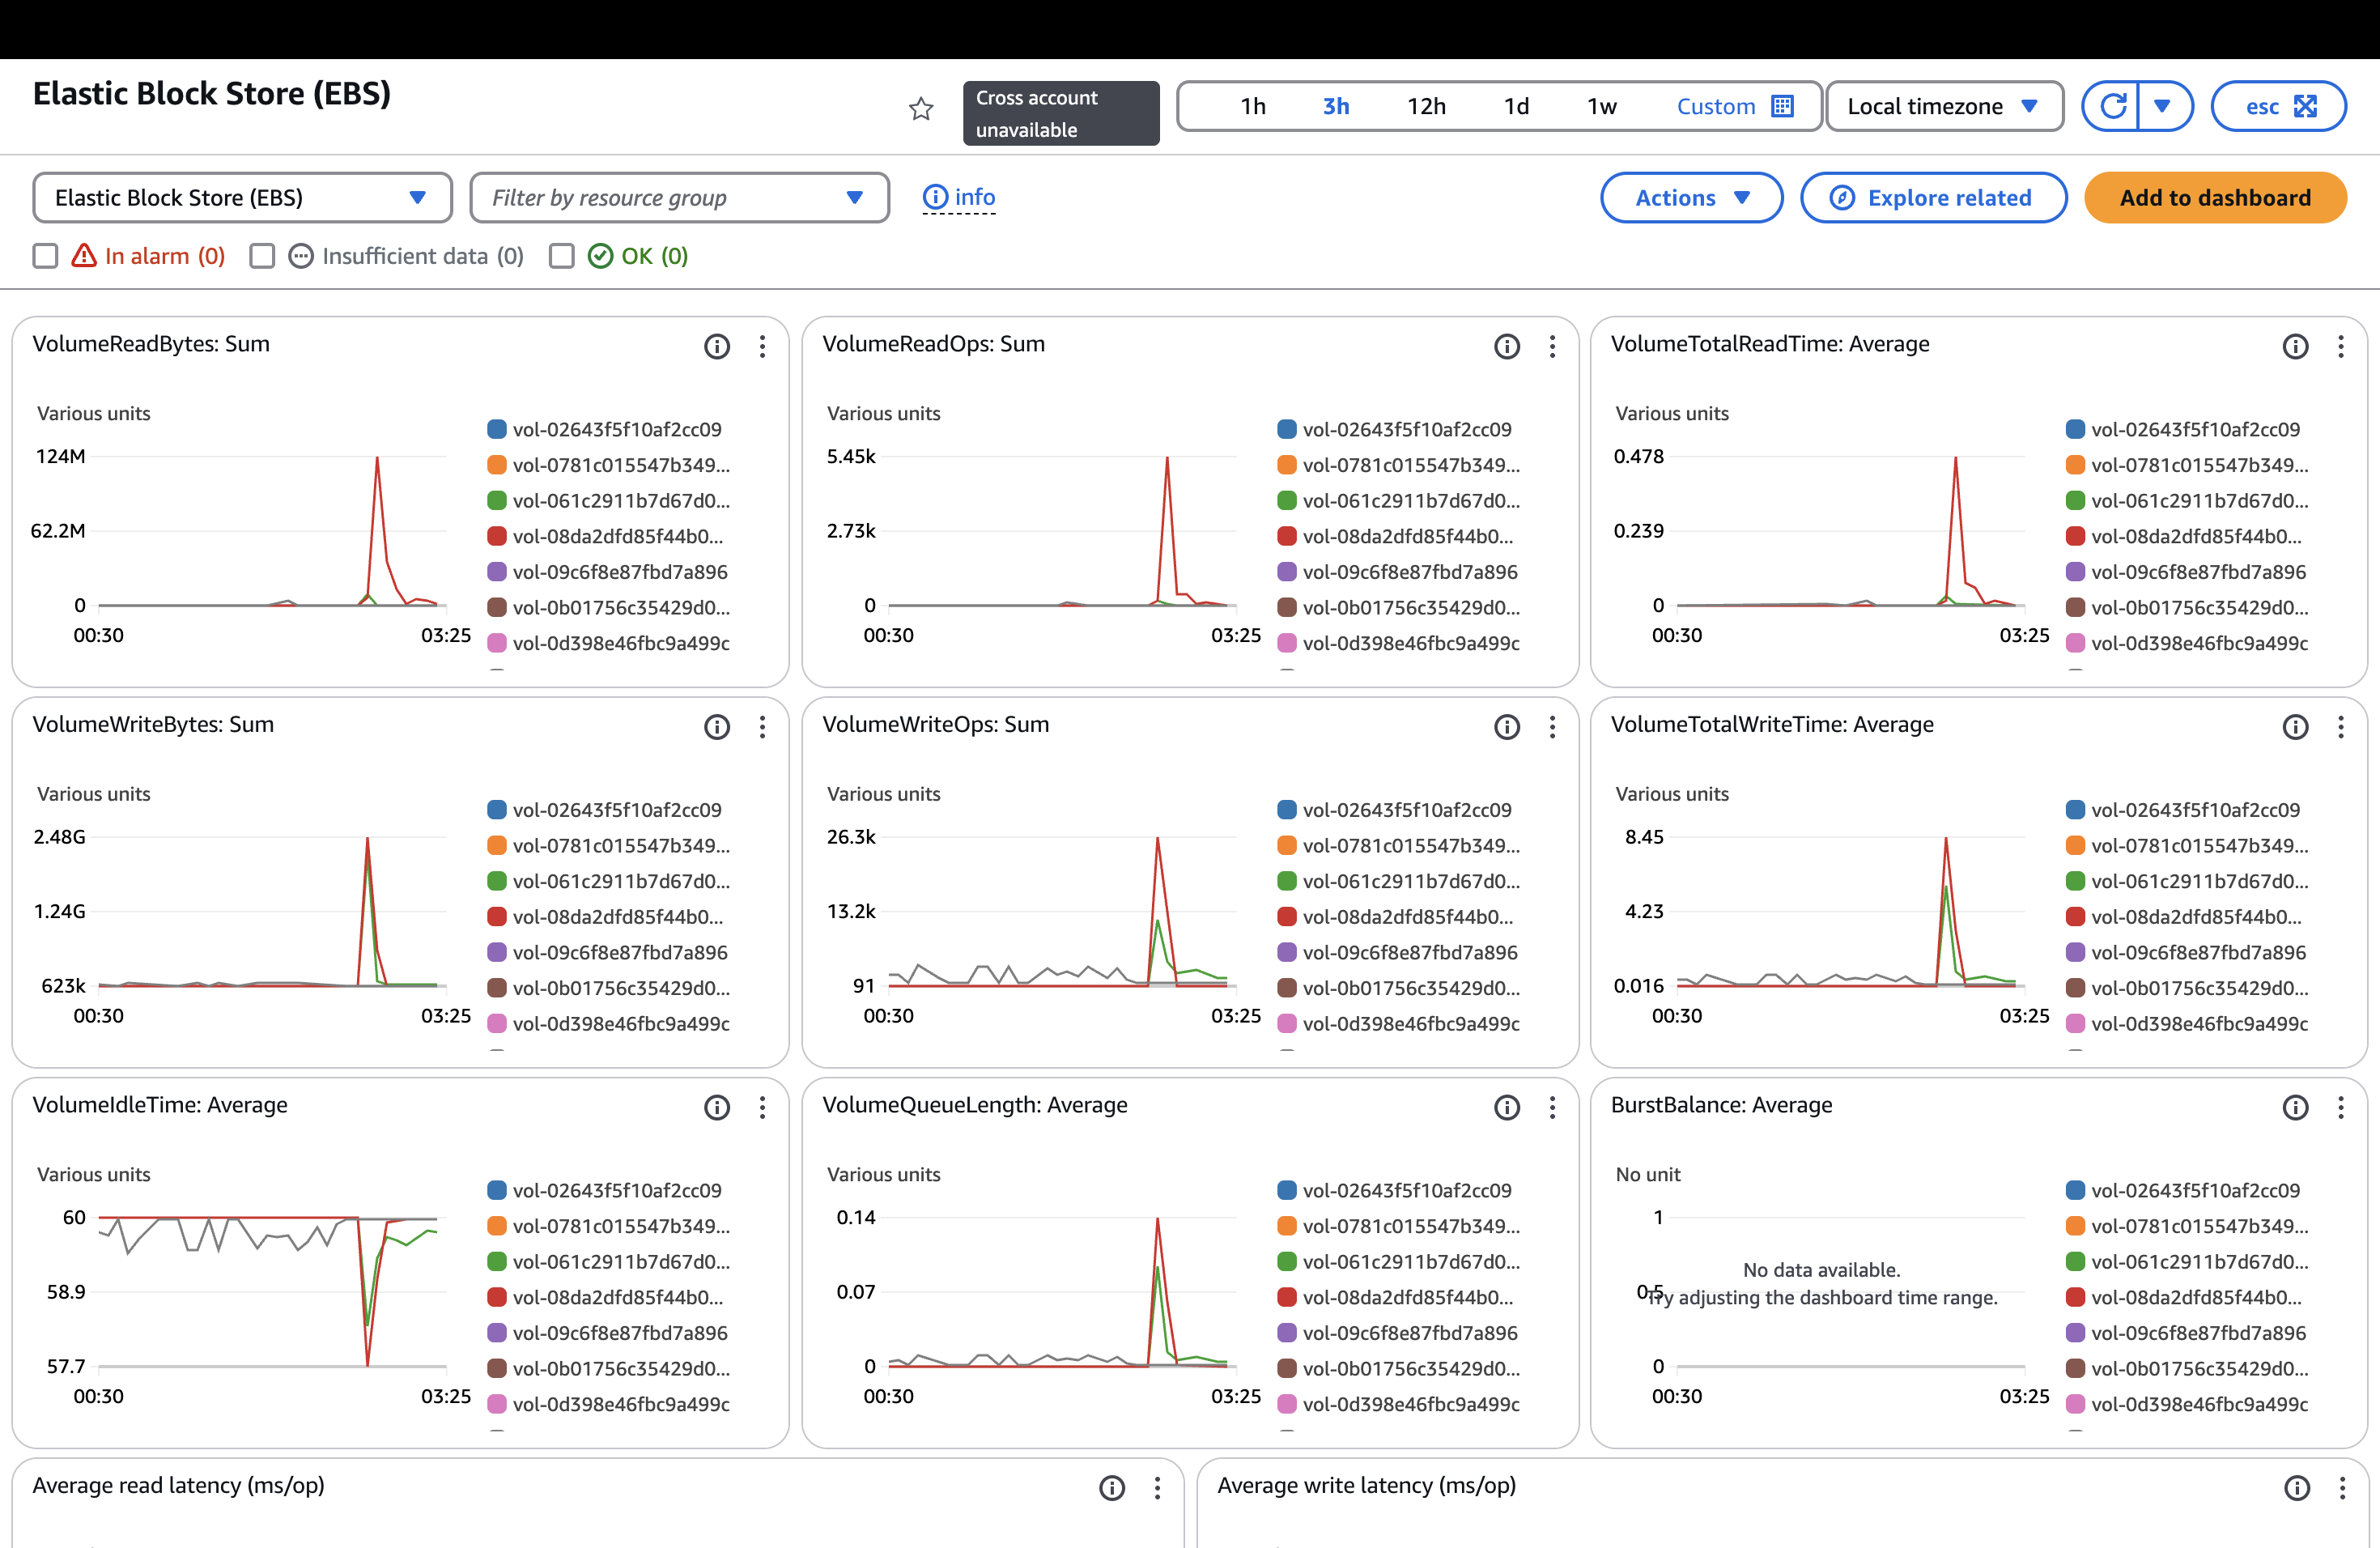 Elastic Block Store (EBS)
Cross account
unavailable
1h 3h 12h 1d 1w Custom
Local timezone
esc
Elastic Block Store (EBS)
Filter by resource group
info
Actions
Explore related
Add to dashboard
In alarm (0) Insufficient data (0) OK (0)
VolumeReadBytes: Sum
Various units
124M
62.2M
0
00:30 03:25
vol-02643f5f10af2cc09
vol-0781c015547b349...
vol-061c2911b7d67d0...
vol-08da2dfd85f44b0...
vol-09c6f8e87fbd7a896
vol-0b01756c35429d0...
vol-0d398e46fbc9a499c
VolumeReadOps: Sum
Various units
5.45k
2.73k
0
00:30 03:25
vol-02643f5f10af2cc09
vol-0781c015547b349...
vol-061c2911b7d67d0...
vol-08da2dfd85f44b0...
vol-09c6f8e87fbd7a896
vol-0b01756c35429d0...
vol-0d398e46fbc9a499c
VolumeTotalReadTime: Average
Various units
0.478
0.239
0
00:30 03:25
vol-02643f5f10af2cc09
vol-0781c015547b349...
vol-061c2911b7d67d0...
vol-08da2dfd85f44b0...
vol-09c6f8e87fbd7a896
vol-0b01756c35429d0...
vol-0d398e46fbc9a499c
VolumeWriteBytes: Sum
Various units
2.48G
1.24G
623k
00:30 03:25
vol-02643f5f10af2cc09
vol-0781c015547b349...
vol-061c2911b7d67d0...
vol-08da2dfd85f44b0...
vol-09c6f8e87fbd7a896
vol-0b01756c35429d0...
vol-0d398e46fbc9a499c
VolumeWriteOps: Sum
Various units
26.3k
13.2k
91
00:30 03:25
vol-02643f5f10af2cc09
vol-0781c015547b349...
vol-061c2911b7d67d0...
vol-08da2dfd85f44b0...
vol-09c6f8e87fbd7a896
vol-0b01756c35429d0...
vol-0d398e46fbc9a499c
VolumeTotalWriteTime: Average
Various units
8.45
4.23
0.016
00:30 03:25
vol-02643f5f10af2cc09
vol-0781c015547b349...
vol-061c2911b7d67d0...
vol-08da2dfd85f44b0...
vol-09c6f8e87fbd7a896
vol-0b01756c35429d0...
vol-0d398e46fbc9a499c
VolumeIdleTime: Average
Various units
60
58.9
57.7
00:30 03:25
vol-02643f5f10af2cc09
vol-0781c015547b349...
vol-061c2911b7d67d0...
vol-08da2dfd85f44b0...
vol-09c6f8e87fbd7a896
vol-0b01756c35429d0...
vol-0d398e46fbc9a499c
VolumeQueueLength: Average
Various units
0.14
0.07
0
00:30 03:25
vol-02643f5f10af2cc09
vol-0781c015547b349...
vol-061c2911b7d67d0...
vol-08da2dfd85f44b0...
vol-09c6f8e87fbd7a896
vol-0b01756c35429d0...
vol-0d398e46fbc9a499c
BurstBalance: Average
No unit
1
0.5
0
No data available.
Try adjusting the dashboard time range.
00:30 03:25
vol-02643f5f10af2cc09
vol-0781c015547b349...
vol-061c2911b7d67d0...
vol-08da2dfd85f44b0...
vol-09c6f8e87fbd7a896
vol-0b01756c35429d0...
vol-0d398e46fbc9a499c
Average read latency (ms/op)
Average write latency (ms/op)